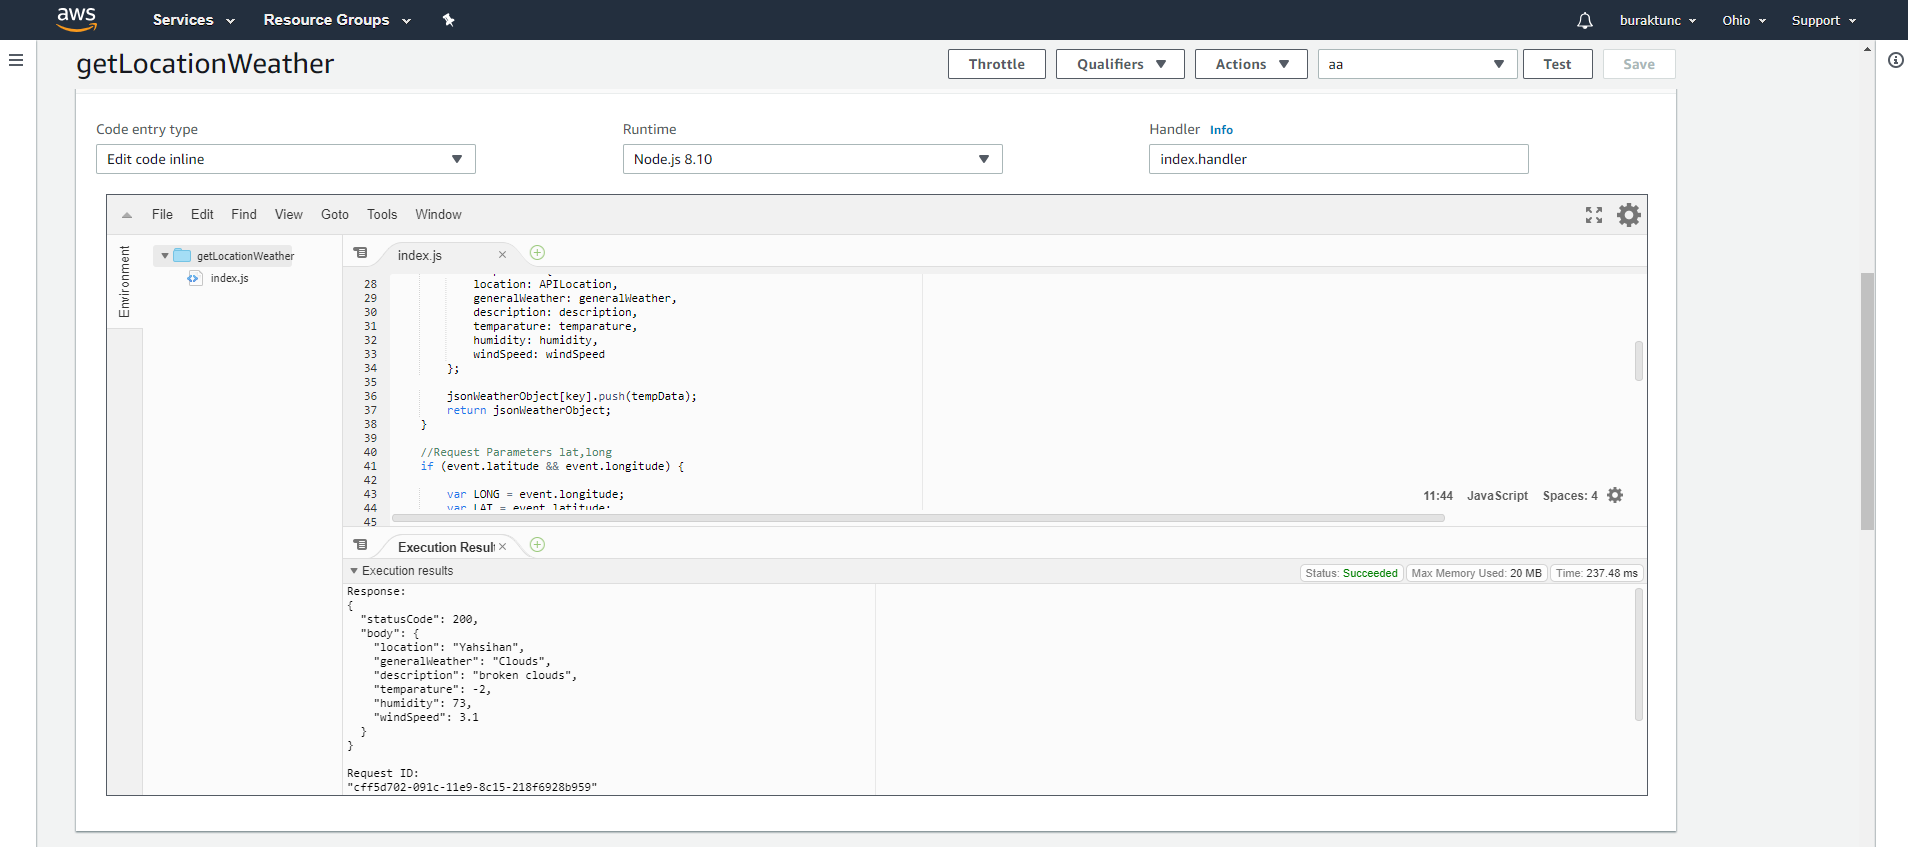 aws Services Resource Groups buraktunc Ohio Support
getLocationWeather Throttle Qualifiers Actions aa Test Save
Code entry type Runtime Handler Info
Edit code inline Node.js 8.10 index.handler
File Edit Find View Goto Tools Window
Environment
getLocationWeather
index.js
index.js
28 location: APILocation,
29 generalWeather: generalWeather,
30 description: description,
31 temparature: temparature,
32 humidity: humidity,
33 windSpeed: windSpeed
34 };
35
36 jsonWeatherObject[key].push(tempData);
37 return jsonWeatherObject;
38 }
39
40 //Request Parameters lat,long
41 if (event.latitude && event.longitude) {
42
43 var LONG = event.longitude;
44 var LAT = event.latitude;
45
11:44 JavaScript Spaces: 4
Execution Result
Execution results Status: Succeeded Max Memory Used: 20 MB Time: 237.48 ms
Response:
{
"statusCode": 200,
"body": {
"location": "Yahsihan",
"generalWeather": "Clouds",
"description": "broken clouds",
"temparature": -2,
"humidity": 73,
"windSpeed": 3.1
}
}
Request ID:
"cff5d702-091c-11e9-8c15-218f6928b959"